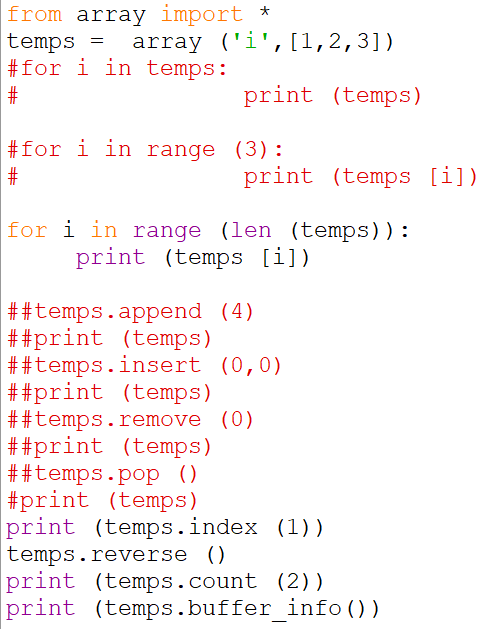 from array import *
temps =  array ('i',[1,2,3])
#for i in temps:
#             print (temps)

#for i in range (3):
#             print (temps [i])

for i in range (len (temps)):
     print (temps [i])

##temps.append (4)
##print (temps)
##temps.insert (0,0)
##print (temps)
##temps.remove (0)
##print (temps)
##temps.pop ()
#print (temps)
print (temps.index (1))
temps.reverse ()
print (temps.count (2))
print (temps.buffer_info())